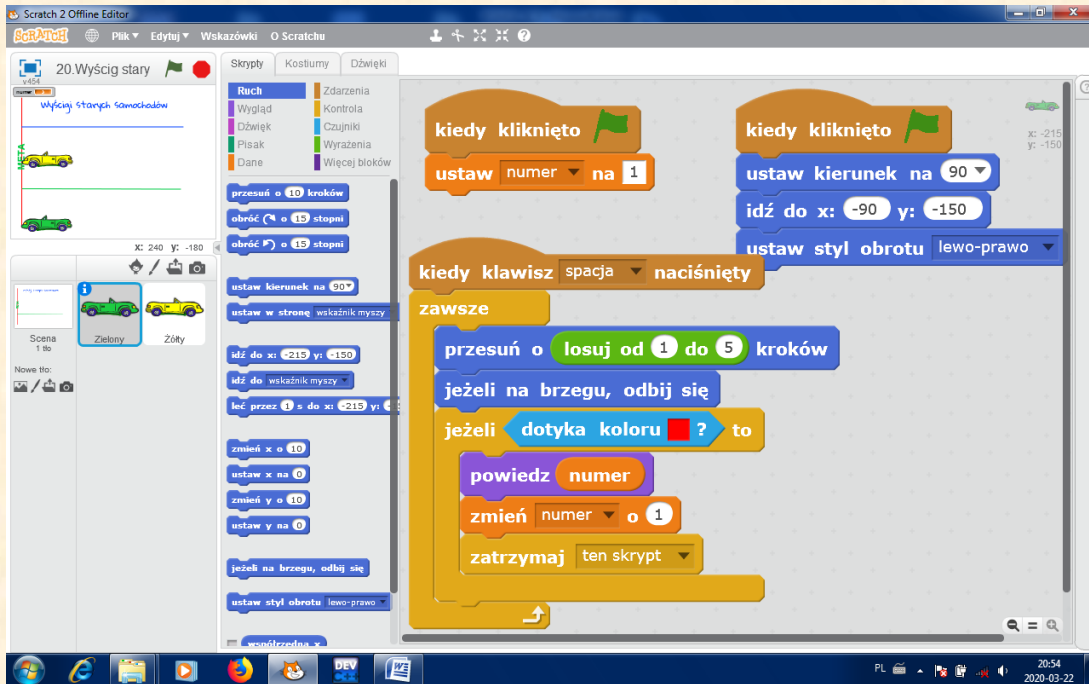 Scratch 2 Offline Editor
SCRATCH Plik Edytuj Wskazówki O Scratchu
20.Wyścig stary
v454
numer
Wyścigi Starych Samochodów
META
X: 240 y: -180
Scena
1 tło
Zielony
Żółty
Nowe tło:
Skrypty Kostiumy Dźwięki
Ruch Zdarzenia
Wygląd Kontrola
Dźwięk Czujniki
Pisak Wyrażenia
Dane Więcej bloków
przesuń o 10 kroków
obróć o 15 stopni
obróć o 15 stopni
ustaw kierunek na 90
ustaw w stronę wskaźnik myszy
idź do x: -215 y: -150
idź do wskaźnik myszy
leć przez 1 s do x: -215 y:
zmień x o 10
ustaw x na 0
zmień y o 10
ustaw y na 0
jeżeli na brzegu, odbij się
ustaw styl obrotu lewo-prawo
współrzędna x
kiedy kliknięto
ustaw numer na 1
kiedy kliknięto
ustaw kierunek na 90
idź do x: -90 y: -150
ustaw styl obrotu lewo-prawo
x: -215
y: -150
kiedy klawisz spacja naciśnięty
zawsze
przesuń o losuj od 1 do 5 kroków
jeżeli na brzegu, odbij się
jeżeli dotyka koloru ? to
powiedz numer
zmień numer o 1
zatrzymaj ten skrypt
DEV
PL
20:54
2020-03-22